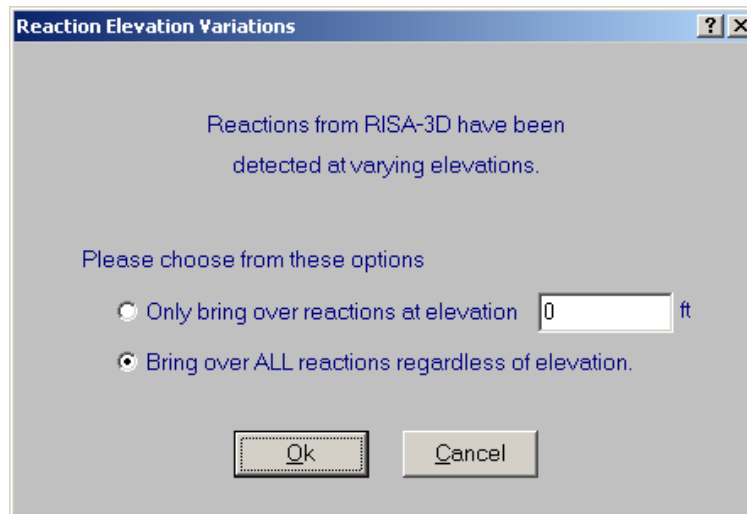 Reaction Elevation Variations
Reactions from RISA-3D have been
detected at varying elevations.
Please choose from these options
Only bring over reactions at elevation 0 ft
Bring over ALL reactions regardless of elevation.
Ok Cancel